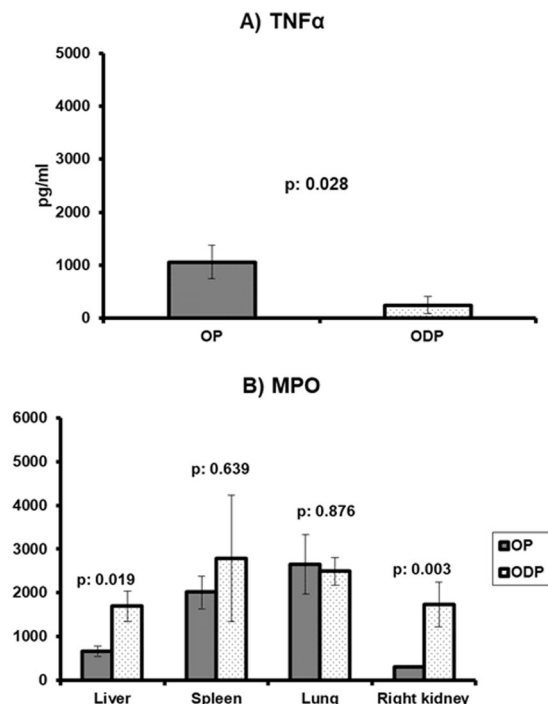 A) TNFα
5000
4000
3000
2000
1000
0
pg/ml
p: 0.028
OP
ODP
B) MPO
6000
5000
4000
3000
2000
1000
0
p: 0.019
p: 0.639
p: 0.876
p: 0.003
OP
ODP
Liver
Spleen
Lung
Right kidney